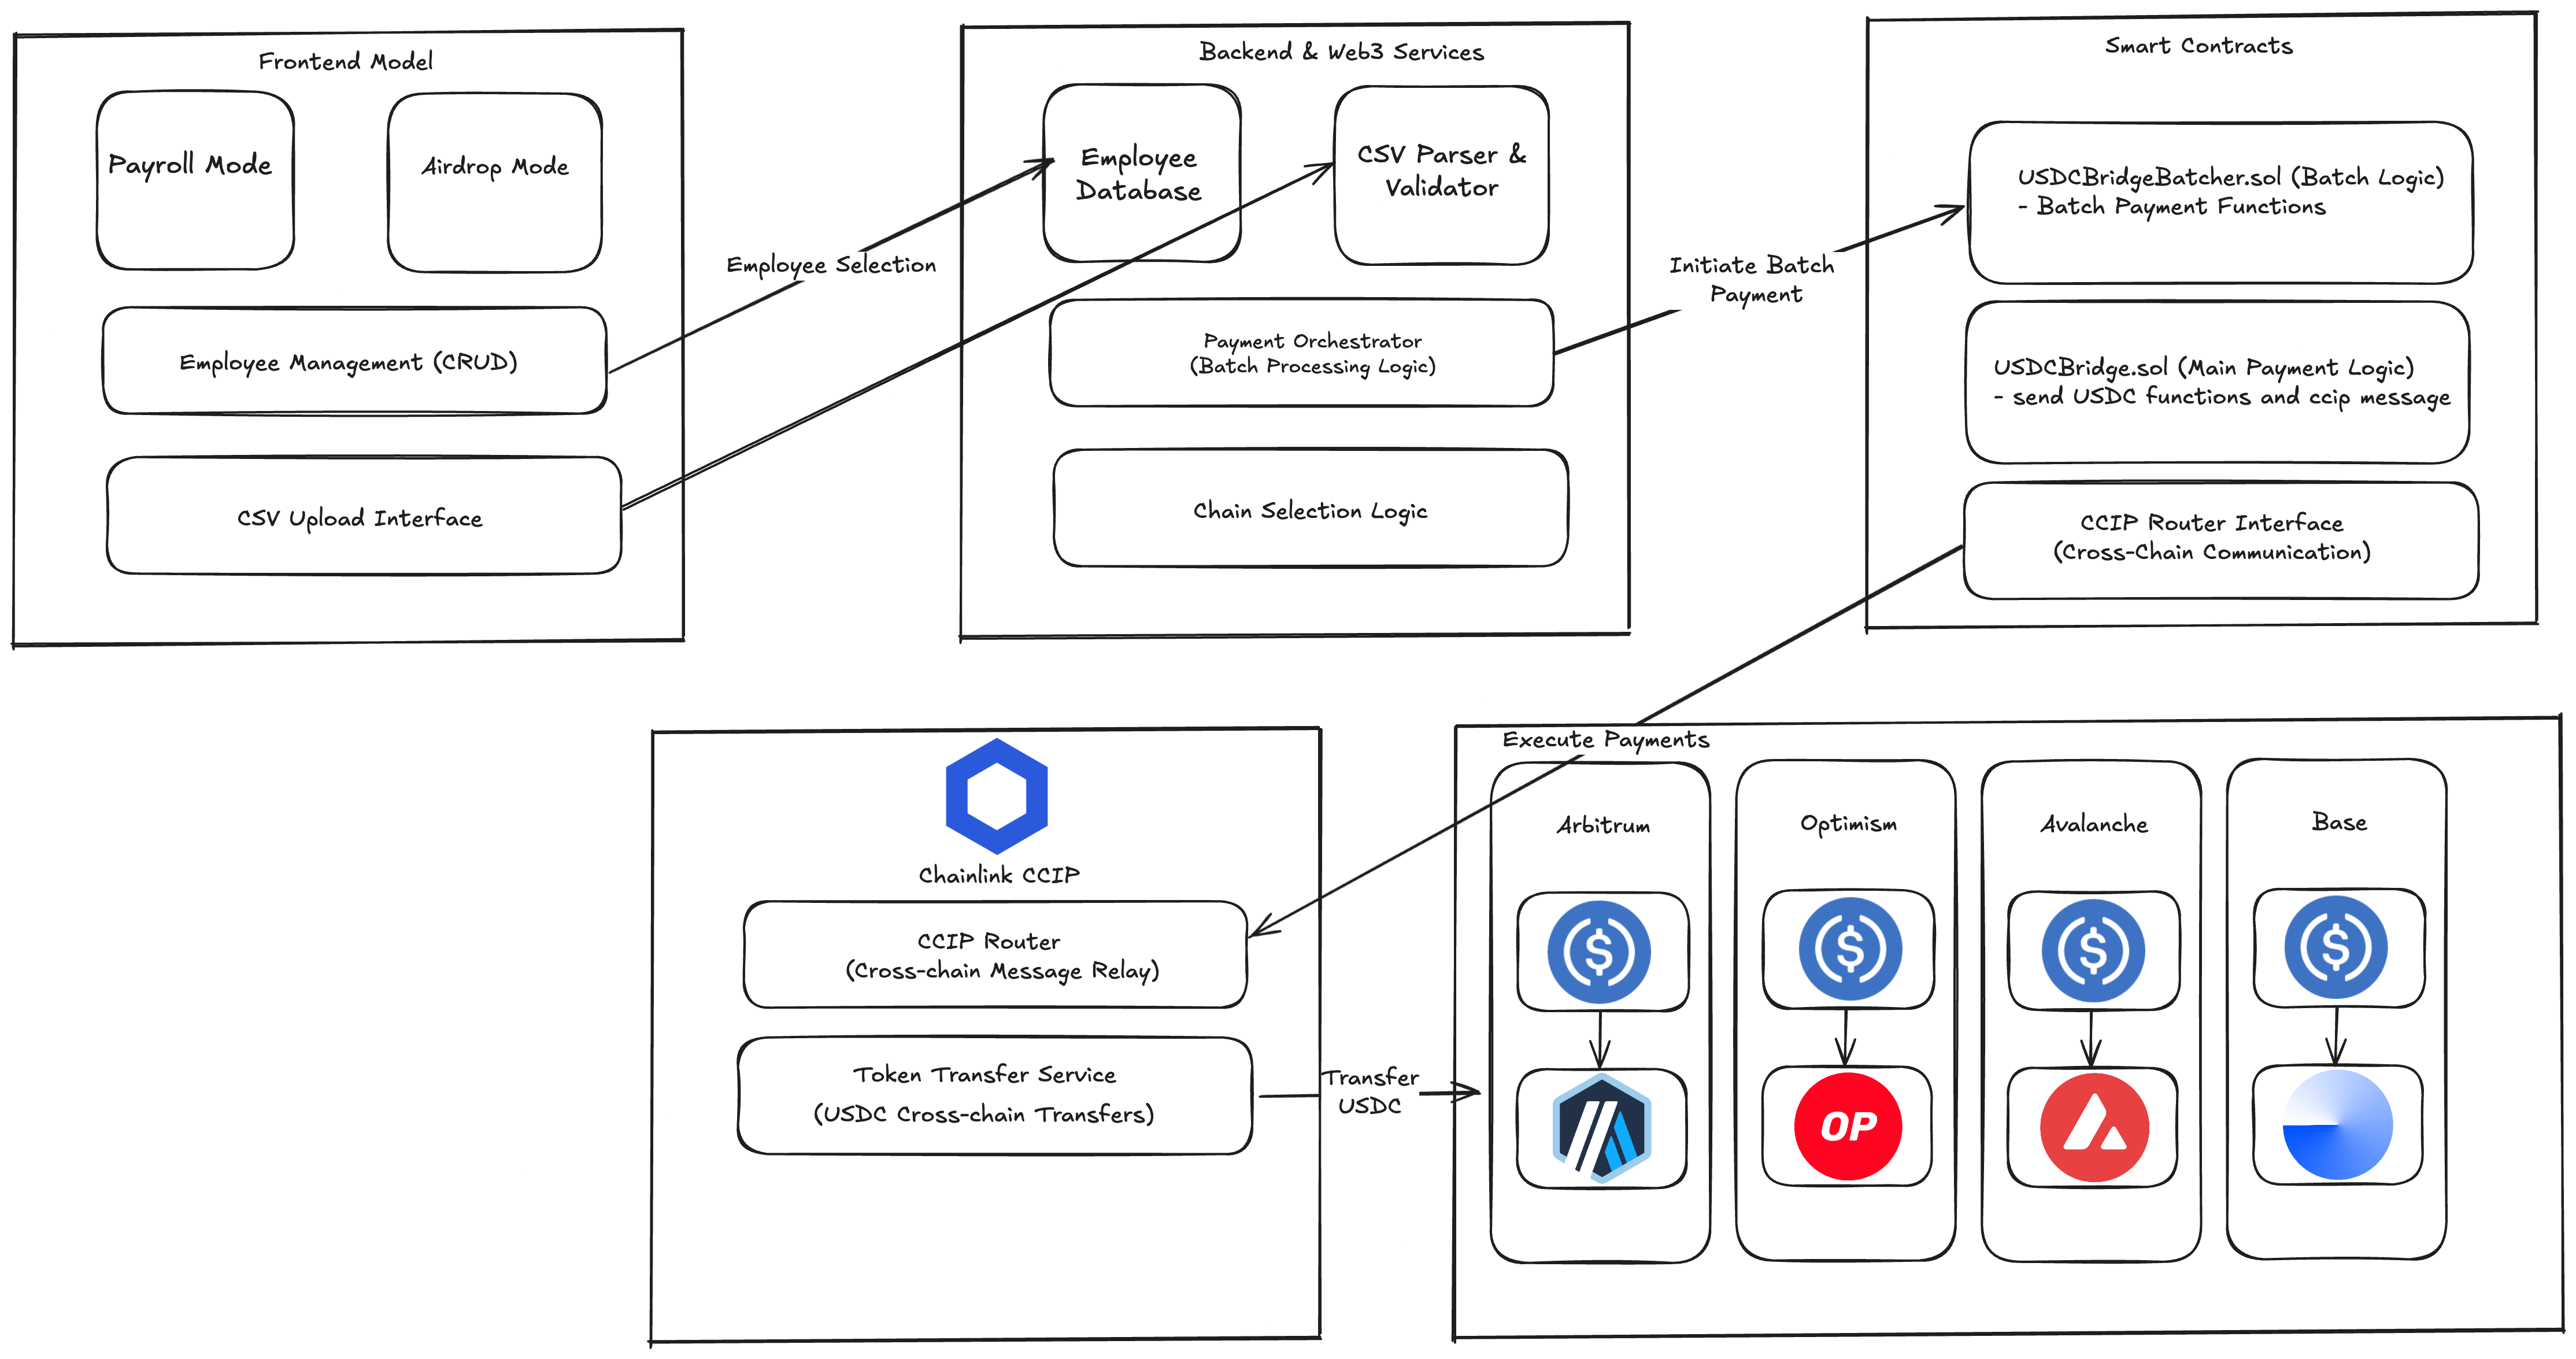 Frontend Model
Payroll Mode
Airdrop Mode
Employee Management (CRUD)
CSV Upload Interface
Employee Selection
Backend & Web3 Services
Employee
Database
CSV Parser &
Validator
Payment Orchestrator
(Batch Processing Logic)
Chain Selection Logic
Initiate Batch
Payment
Smart Contracts
USDCBridgeBatcher.sol (Batch Logic)
- Batch Payment Functions
USDCBridge.sol (Main Payment Logic)
- send USDC functions and ccip message
CCIP Router Interface
(Cross-Chain Communication)
Chainlink CCIP
CCIP Router
(Cross-chain Message Relay)
Token Transfer Service
(USDC Cross-chain Transfers)
Transfer
USDC
Execute Payments
Arbitrum
Optimism
Avalanche
Base
$
$
$
$
OP